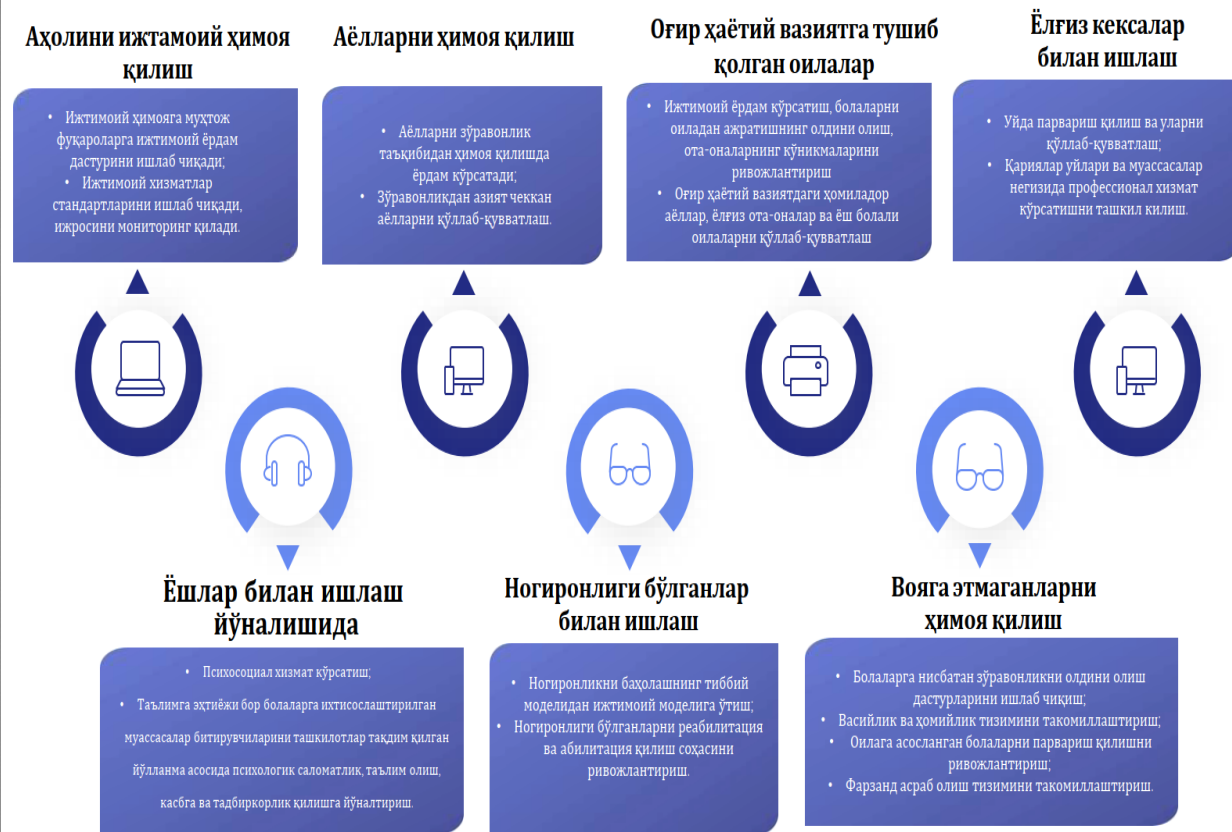 Аҳолини ижтамоий ҳимоя
қилиш
• Ижтимоий ҳимояга муҳтож
фуқароларга ижтимоий ёрдам
дастурини ишлаб чиқади;
• Ижтимоий хизматлар
стандартларини ишлаб чиқади,
ижросини мониторинг қилади.
Аёлларни ҳимоя қилиш
• Аёлларни зўравонлик
таъқибидан ҳимоя қилишда
ёрдам кўрсатади;
• Зўравонликдан азият чеккан
аёлларни қўллаб-қувватлаш.
Оғир ҳаётий вазиятга тушиб
қолган оилалар
• Ижтимоий ёрдам кўрсатиш, болаларни
оиладан ажратишнинг олдини олиш,
ота-оналарнинг кўникмаларини
ривожлантириш
• Оғир ҳаётий вазиятдаги ҳомиладор
аёллар, ёлғиз ота-оналар ва ёш болали
оилаларни қўллаб-қувватлаш
Ёлғиз кексалар
билан ишлаш
• Уйда парвариш қилиш ва уларни
қўллаб-қувватлаш;
• Қариялар уйлари ва муассасалар
негизида профессионал хизмат
кўрсатишни ташкил килиш.
Ёшлар билан ишлаш
йўналишида
• Психосоциал хизмат кўрсатиш;
• Таълимга эҳтиёжи бор болаларга ихтисослаштирилган
муассасалар битирувчиларини ташкилотлар тақдим қилган
йўлланма асосида психологик саломатлик, таълим олиш,
касбга ва тадбиркорлик қилишга йўналтириш.
Ногиронлиги бўлганлар
билан ишлаш
• Ногиронликни баҳолашнинг тиббий
моделидан ижтимоий моделига ўтиш;
• Ногиронлиги бўлганларни реабилитация
ва абилитация қилиш соҳасини
ривожлантириш.
Вояга этмаганларни
ҳимоя қилиш
• Болаларга нисбатан зўравонликни олдини олиш
дастурларини ишлаб чиқиш;
• Васийлик ва ҳомийлик тизимини такомиллаштириш;
• Оилага асосланган болаларни парвариш қилишни
ривожлантириш;
• Фарзанд асраб олиш тизимини такомиллаштириш.